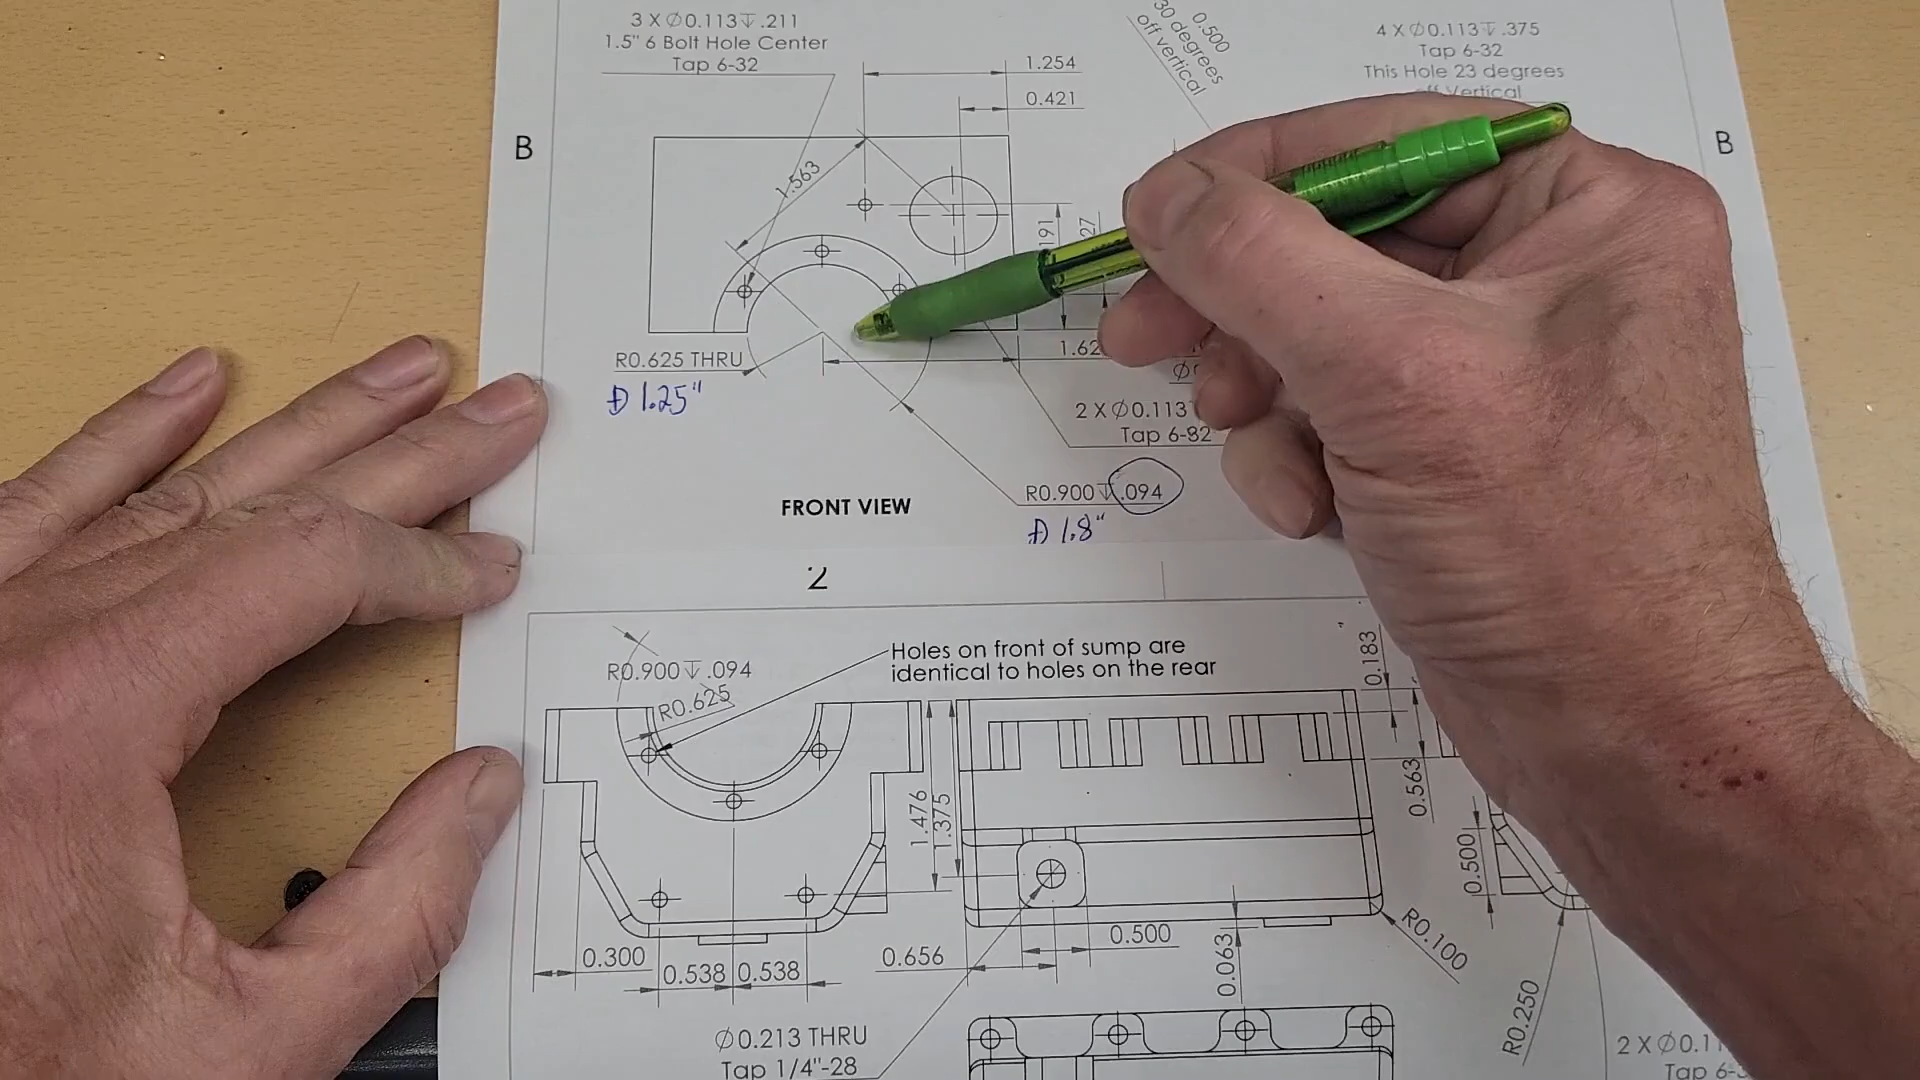 3 X Ø0.113↧.211
1.5" 6 Bolt Hole Center
Tap 6-32
0.500
30 degrees
off vertical
4 X Ø0.113↧.375
Tap 6-32
This Hole 23 degrees
off Vertical
1.254
0.421
B
B
1.563
R0.625 THRU
D 1.25"
2 X Ø0.113
Tap 6-32
R0.900↧.094
D 1.8"
FRONT VIEW
2
Holes on front of sump are
identical to holes on the rear
R0.900↧.094
R0.625
0.183
1.476
1.375
0.563
0.500
0.300
0.538
0.538
0.656
0.500
0.063
R0.100
R0.250
Ø0.213 THRU
Tap 1/4"-28